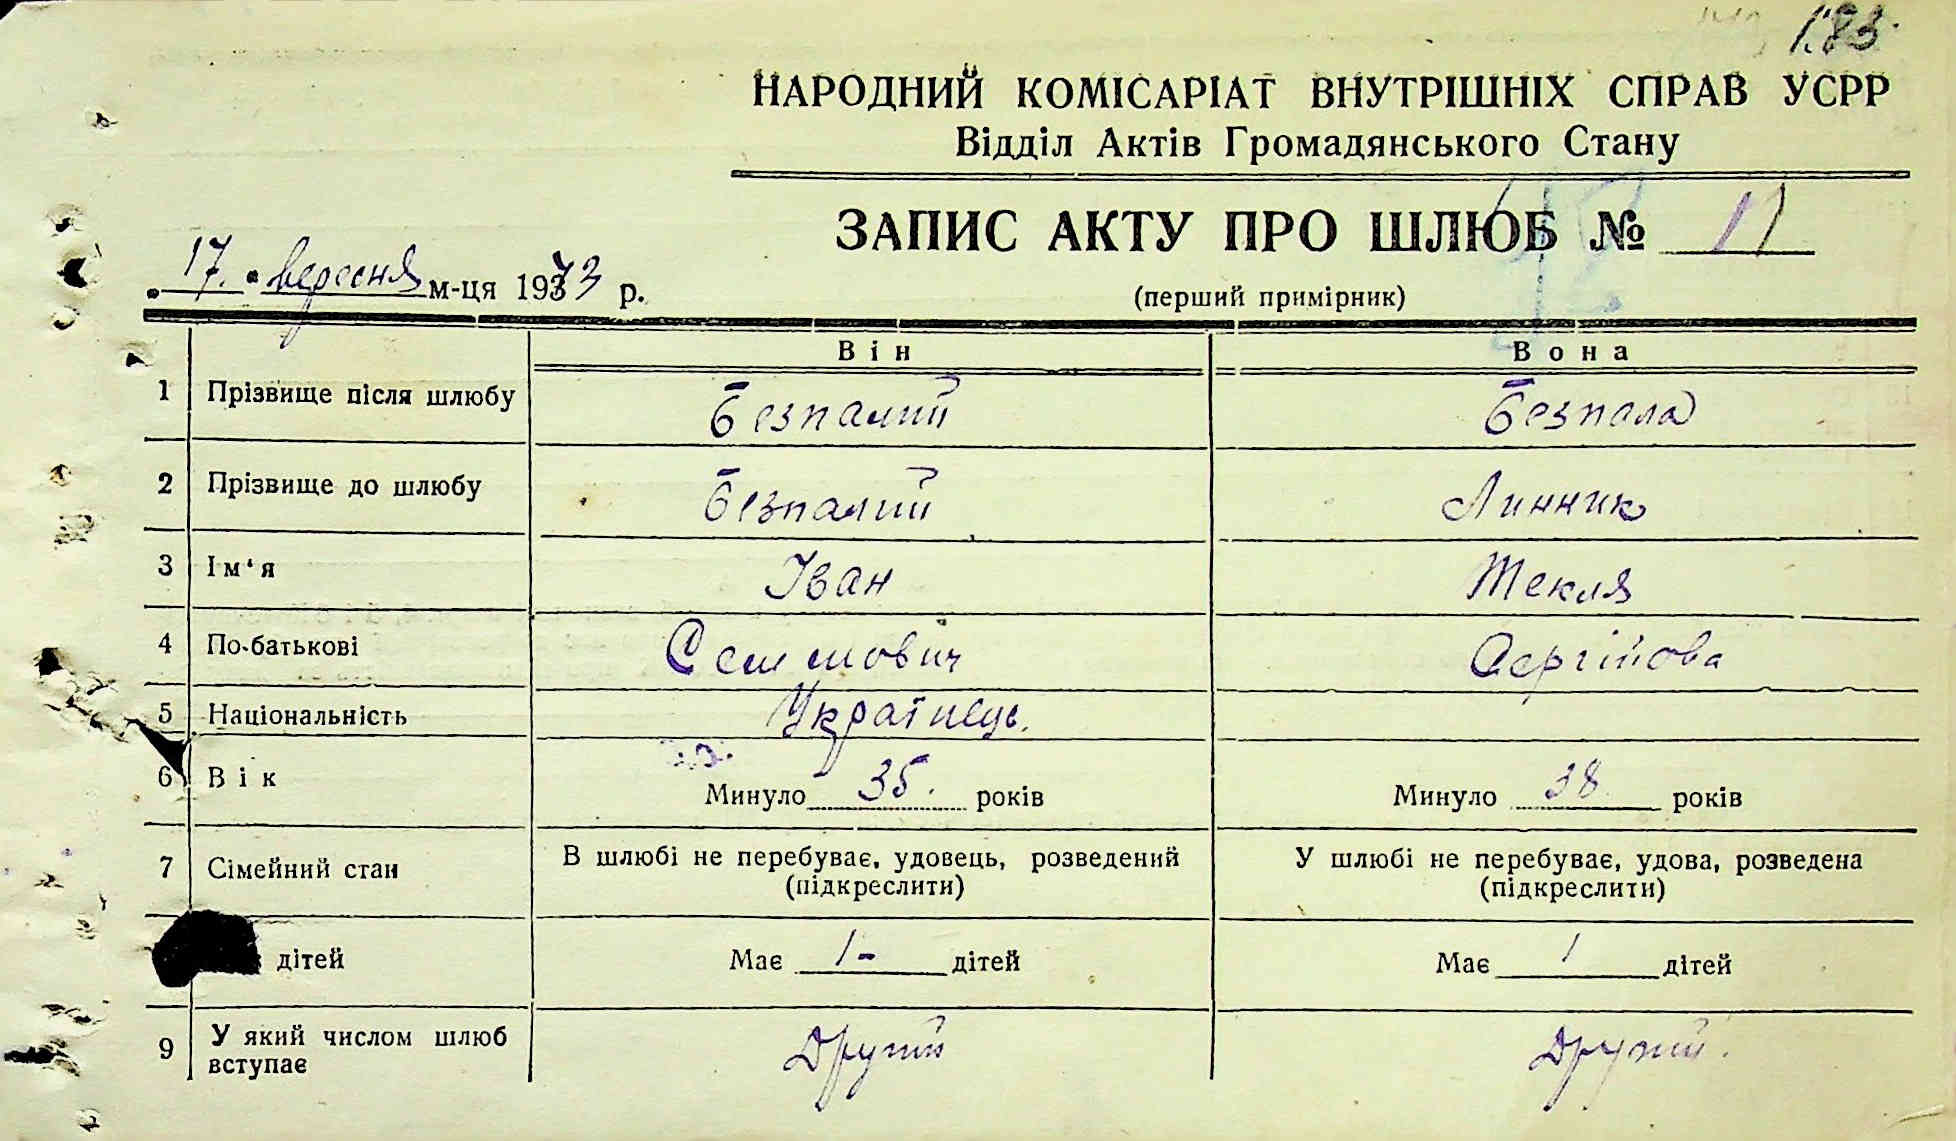 183.
НАРОДНИЙ КОМІСАРІАТ ВНУТРІШНІХ СПРАВ УСРР
Відділ Актів Громадянського Стану
ЗАПИС АКТУ ПРО ШЛЮБ № 11
„17.“ вересня м-ця 1933 р.
(перший примірник)
Він Вона
1 Прізвище після шлюбу Безпалий Безпала
2 Прізвище до шлюбу Безпалий Линник
3 Ім'я Іван Текля
4 По-батькові Семенович Сергійова
5 Національність Українець.
6 Вік Минуло 35. років Минуло 38 років
7 Сімейний стан В шлюбі не перебуває, удовець, розведений (підкреслити) У шлюбі не перебуває, удова, розведена (підкреслити)
дітей Має 1- дітей Має 1 дітей
9 У який числом шлюб вступає Другий Другий.